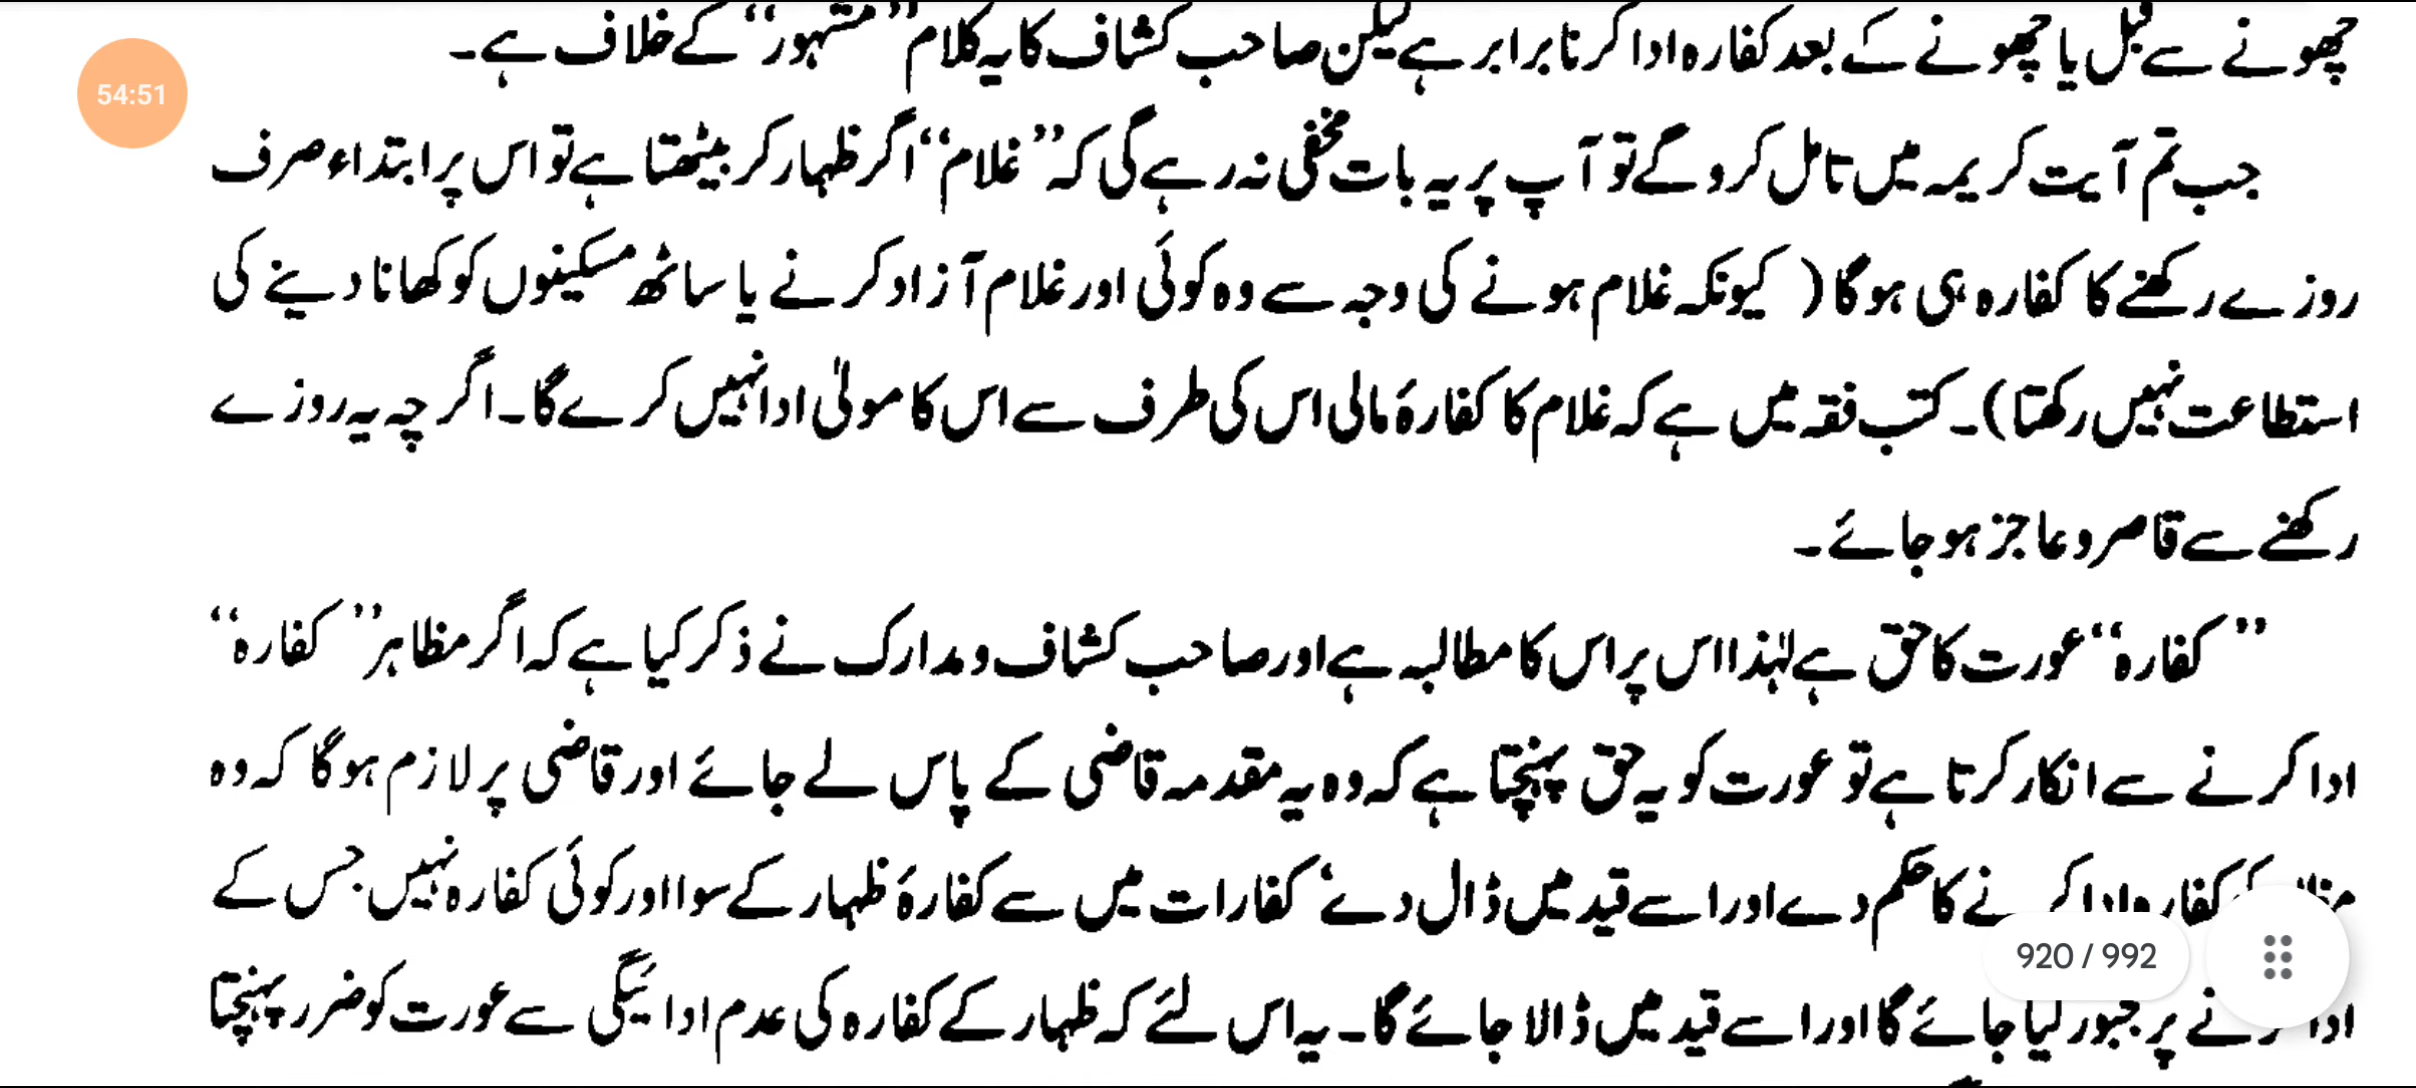 چھونے سے قبل یا چھونے کے بعد کفارہ ادا کرنا برابر ہے لیکن صاحب کشاف کا یہ کلام ’’مشہور‘‘ کے خلاف ہے۔
54:51
جب تم آیت کریمہ میں تامل کرو گے تو آپ پر یہ بات مخفی نہ رہے گی کہ ’’غلام‘‘ اگر ظہار کر بیٹھتا ہے تو اس پر ابتداء صرف
روزے رکھنے کا کفارہ ہی ہوگا (کیونکہ غلام ہونے کی وجہ سے وہ کوئی اور غلام آزاد کرنے یا ساٹھ مسکینوں کو کھانا دینے کی
استطاعت نہیں رکھتا)۔ کتب فقہ میں ہے کہ غلام کا کفارۂ مالی اس کی طرف سے اس کا مولیٰ ادا نہیں کرے گا۔ اگر چہ یہ روزے
رکھنے سے قاصر و عاجز ہو جائے۔
’’کفارہ‘‘ عورت کا حق ہے لہٰذا اس پر اس کا مطالبہ ہے اور صاحب کشاف و مدارک نے ذکر کیا ہے کہ اگر مظاہر ’’کفارہ‘‘
ادا کرنے سے انکار کرتا ہے تو عورت کو یہ حق پہنچتا ہے کہ وہ یہ مقدمہ قاضی کے پاس لے جائے اور قاضی پر لازم ہوگا کہ وہ
کفارہ ادا کرنے کا حکم دے اور اسے قید میں ڈال دے‘ کفارات میں سے کفارۂ ظہار کے سوا اور کوئی کفارہ نہیں جس کے
920 / 992
ادا کرنے پر مجبور کیا جائے گا اور اسے قید میں ڈالا جائے گا۔ یہ اس لئے کہ ظہار کے کفارہ کی عدم ادائیگی سے عورت کو ضرر پہنچتا